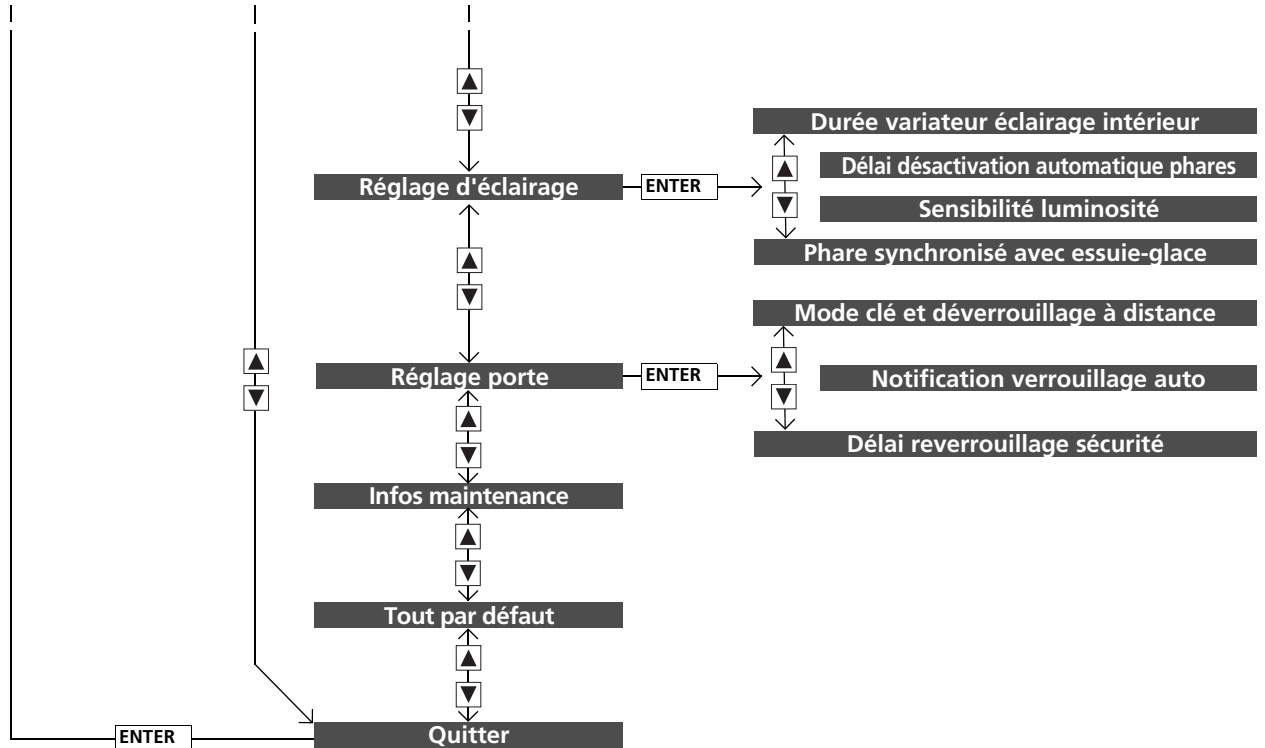 Durée variateur éclairage intérieur
Délai désactivation automatique phares
Réglage d'éclairage
ENTER
Sensibilité luminosité
Phare synchronisé avec essuie-glace
Mode clé et déverrouillage à distance
Réglage porte
ENTER
Notification verrouillage auto
Délai reverrouillage sécurité
Infos maintenance
Tout par défaut
ENTER
Quitter